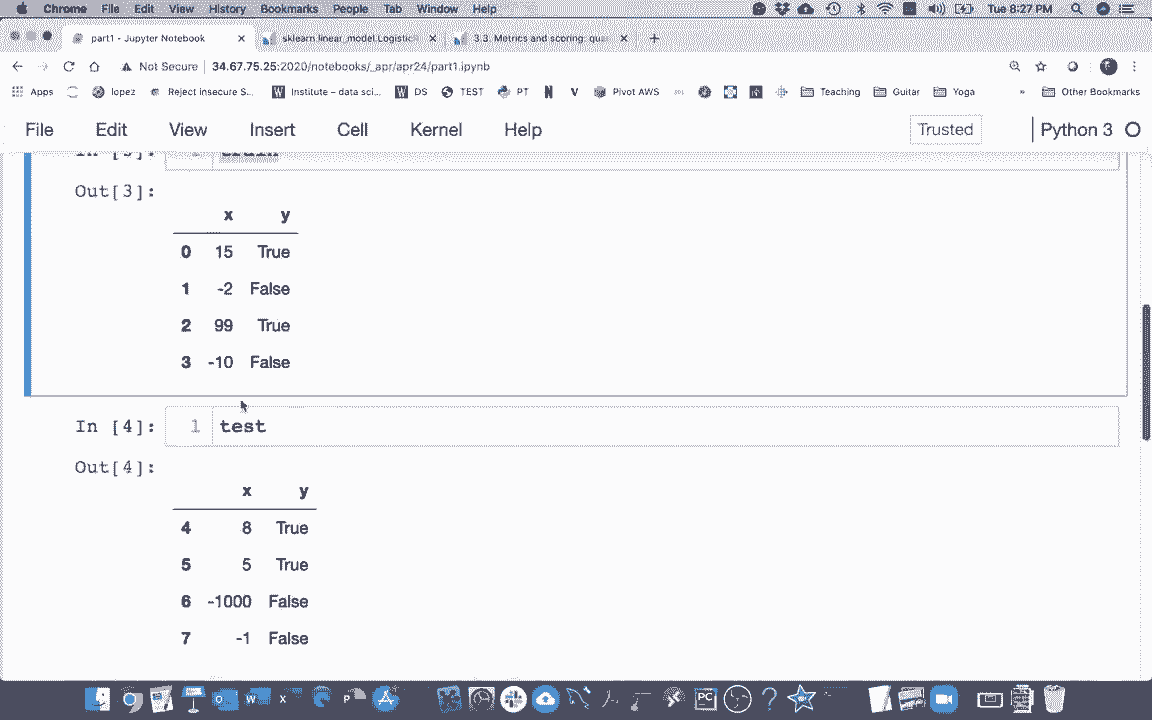 Chrome File Edit View History Bookmarks People Tab Window Help Tue 8:27 PM
part1 - Jupyter Notebook sklearn.linear_model.LogisticR 3.3. Metrics and scoring: qua
Not Secure 34.67.75.25:2020/notebooks/_apr/apr24/part1.ipynb
Apps lopez Reject insecure S... Institute – data sci... DS TEST PT Pivot AWS Teaching Guitar Yoga » Other Bookmarks
File Edit View Insert Cell Kernel Help Trusted Python 3
Out[3]:
x y
0 15 True
1 -2 False
2 99 True
3 -10 False
In [4]: 1 test
Out[4]:
x y
4 8 True
5 5 True
6 -1000 False
7 -1 False